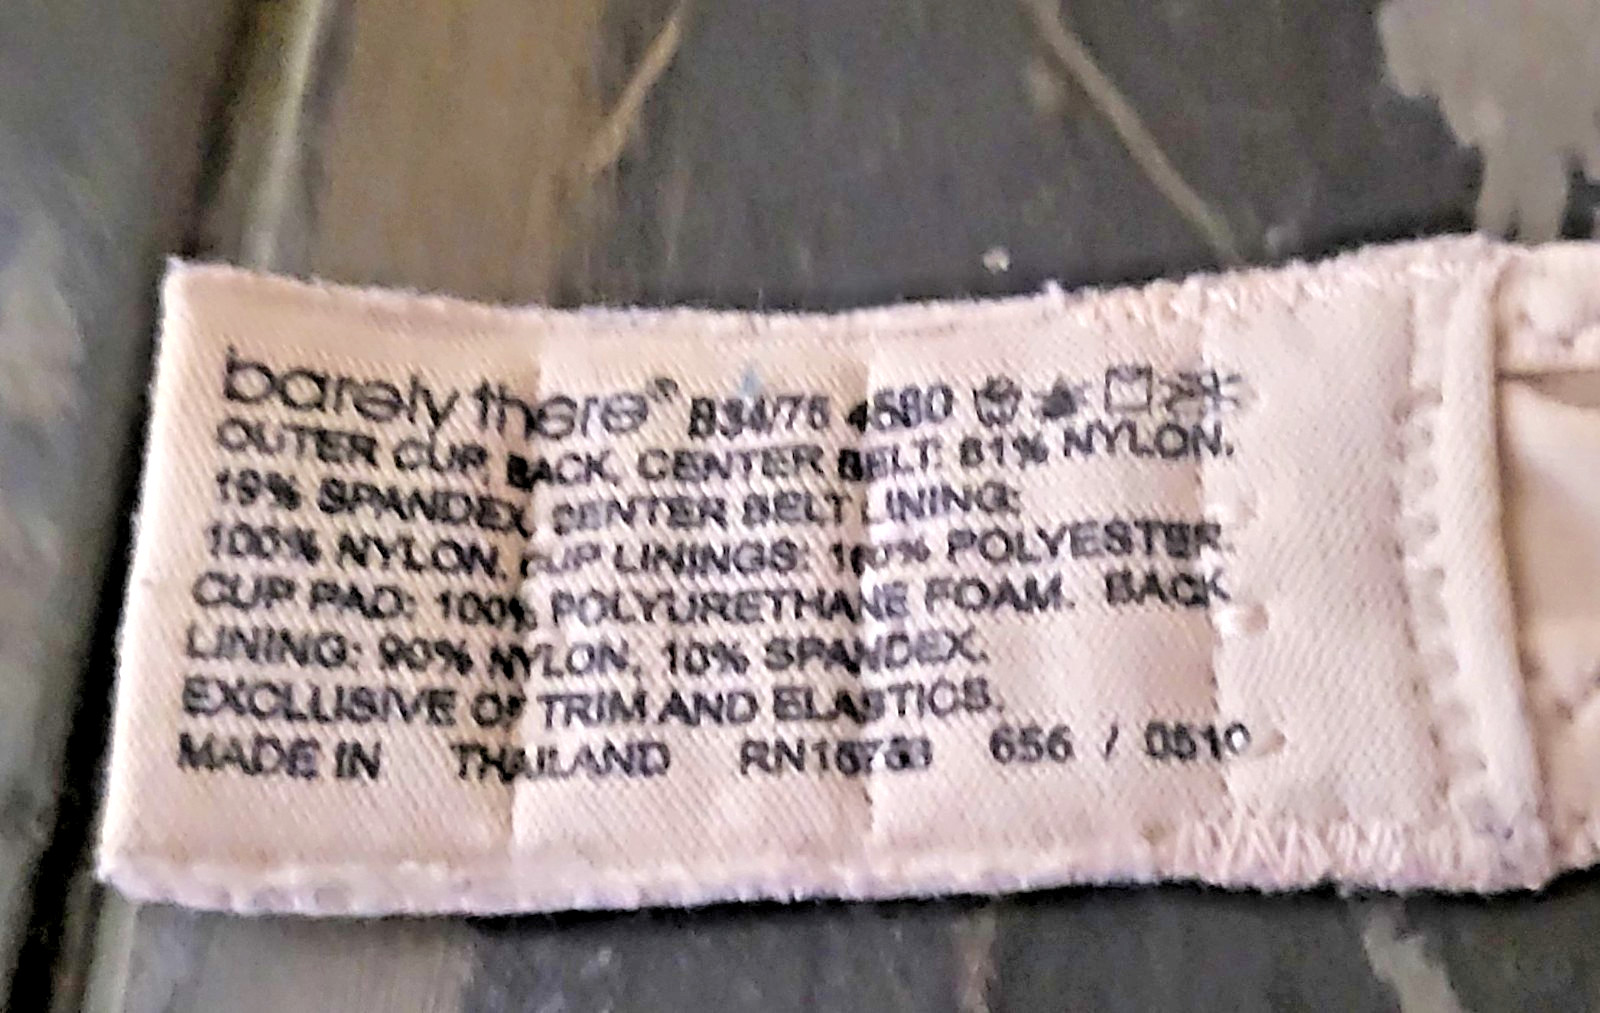 barely there® B34/75 4580
OUTER CUP, BACK, CENTER BELT: 81% NYLON,
19% SPANDEX, CENTER BELT LINING:
100% NYLON, CUP LININGS: 100% POLYESTER.
CUP PAD: 100% POLYURETHANE FOAM. BACK
LINING: 90% NYLON, 10% SPANDEX.
EXCLUSIVE OF TRIM AND ELASTICS.
MADE IN THAILAND 656 / 0510